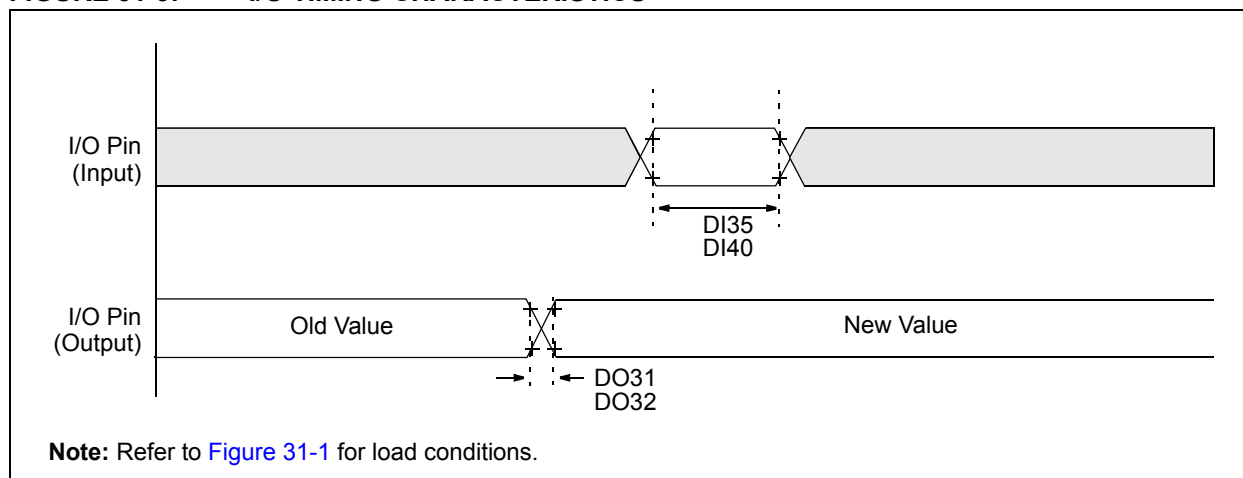 I/O Pin
(Input)
DI35
DI40
I/O Pin
(Output)
Old Value
New Value
DO31
DO32
Note: Refer to Figure 31-1 for load conditions.